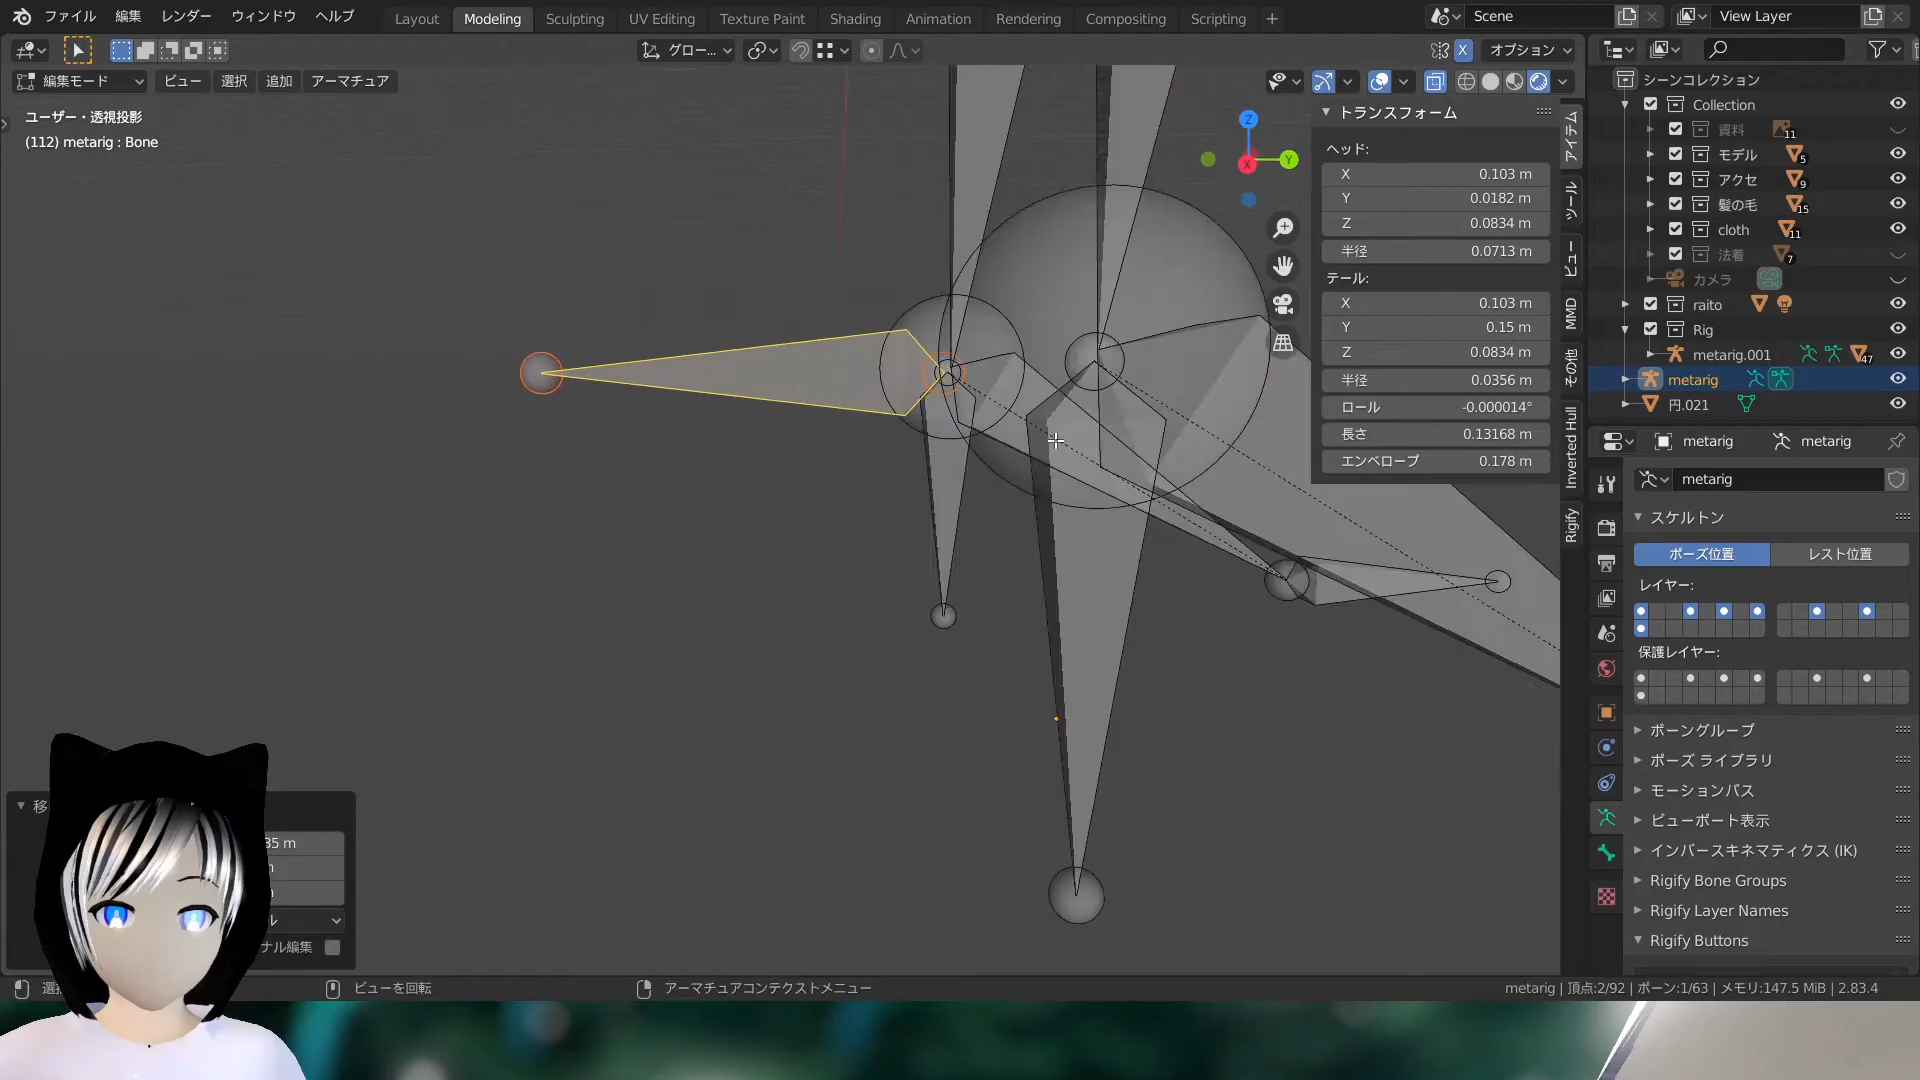 ファイル 編集 レンダー ウィンドウ ヘルプ Layout Modeling Sculpting UV Editing Texture Paint Shading Animation Rendering Compositing Scripting + Scene View Layer
グロー... X オプション
編集モード ビュー 選択 追加 アーマチュア
ユーザー・透視投影
(112) metarig : Bone
Z
Y
X
トランスフォーム
ヘッド:
X 0.103 m
Y 0.0182 m
Z 0.0834 m
半径 0.0713 m
テール:
X 0.103 m
Y 0.15 m
Z 0.0834 m
半径 0.0356 m
ロール -0.000014°
長さ 0.13168 m
エンベロープ 0.178 m
アイテム
ツール
ビュー
MMD
その他
Inverted Hull
Rigify
シーンコレクション
Collection
資料 11
モデル 5
アクセ 9
髪の毛 15
cloth 11
法着 7
カメラ
raito
Rig
metarig.001 47
metarig
円.021
metarig metarig
metarig
スケルトン
ポーズ位置 レスト位置
レイヤー:
保護レイヤー:
ボーングループ
ポーズ ライブラリ
モーションパス
ビューポート表示
インバースキネマティクス (IK)
Rigify Bone Groups
Rigify Layer Names
Rigify Buttons
移
35 m
ル
ナル編集
選 ビューを回転 アーマチュアコンテクストメニュー metarig | 頂点:2/92 | ボーン:1/63 | メモリ:147.5 MiB | 2.83.4